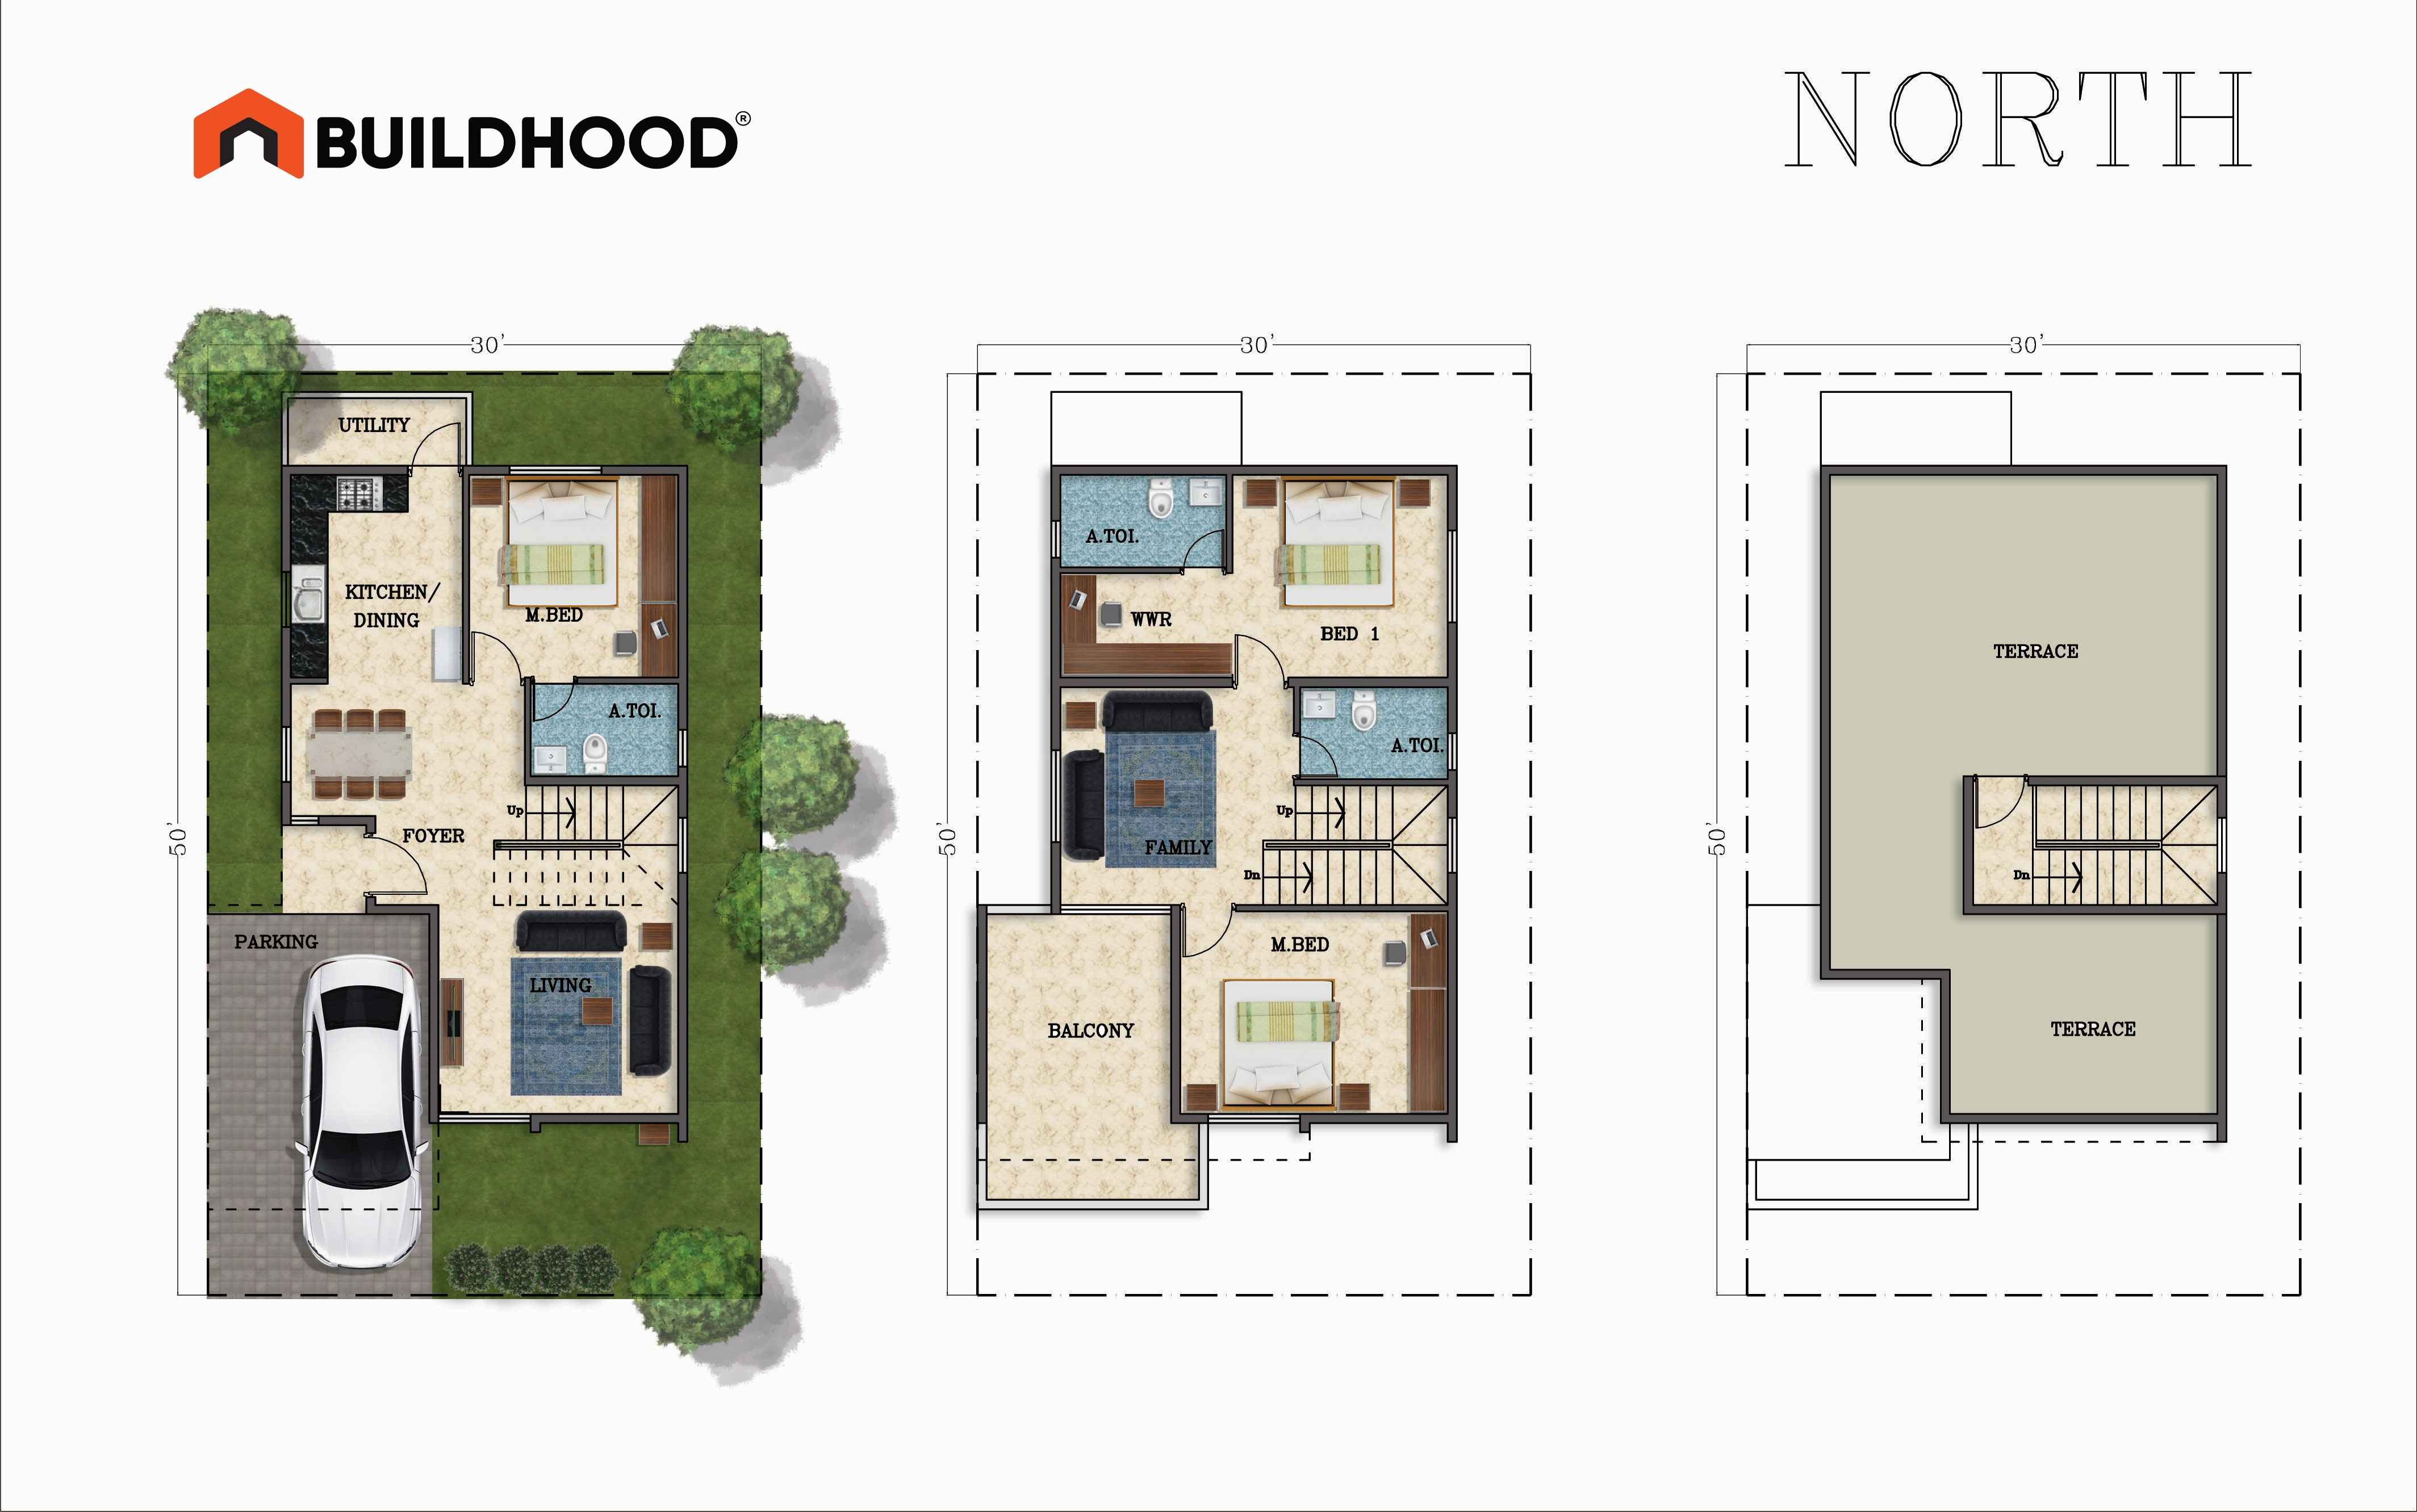 BUILDHOOD®
NORTH
30'
50'
UTILITY
KITCHEN/
DINING
M.BED
A.TOI.
Up
FOYER
PARKING
LIVING
30'
50'
A.TOI.
WWR
BED 1
A.TOI.
Up
FAMILY
Dn
M.BED
BALCONY
30'
50'
TERRACE
Dn
TERRACE